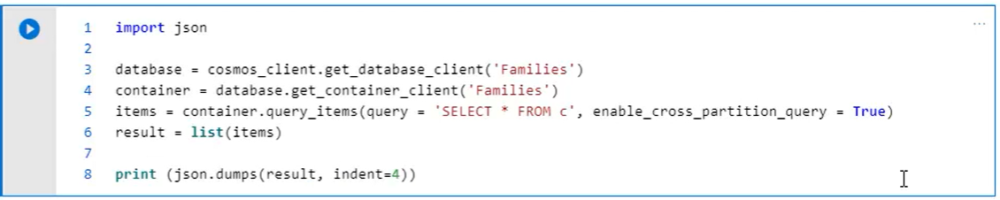 ...
1 import json
2
3 database = cosmos_client.get_database_client('Families')
4 container = database.get_container_client('Families')
5 items = container.query_items(query = 'SELECT * FROM c', enable_cross_partition_query = True)
6 result = list(items)
7
8 print (json.dumps(result, indent=4))